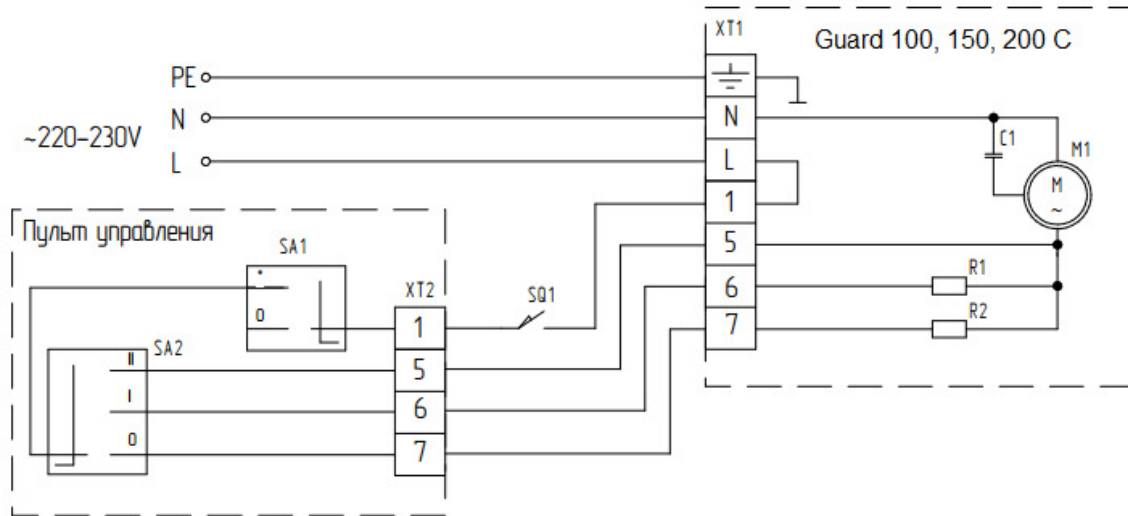 XT1
Guard 100, 150, 200 C
PE
N
~220-230V
L
N
L
1
5
6
7
C1
M1
M
~
R1
R2
Пульт управления
SA1
*
0
XT2
1
5
6
7
SQ1
SA2
II
I
0